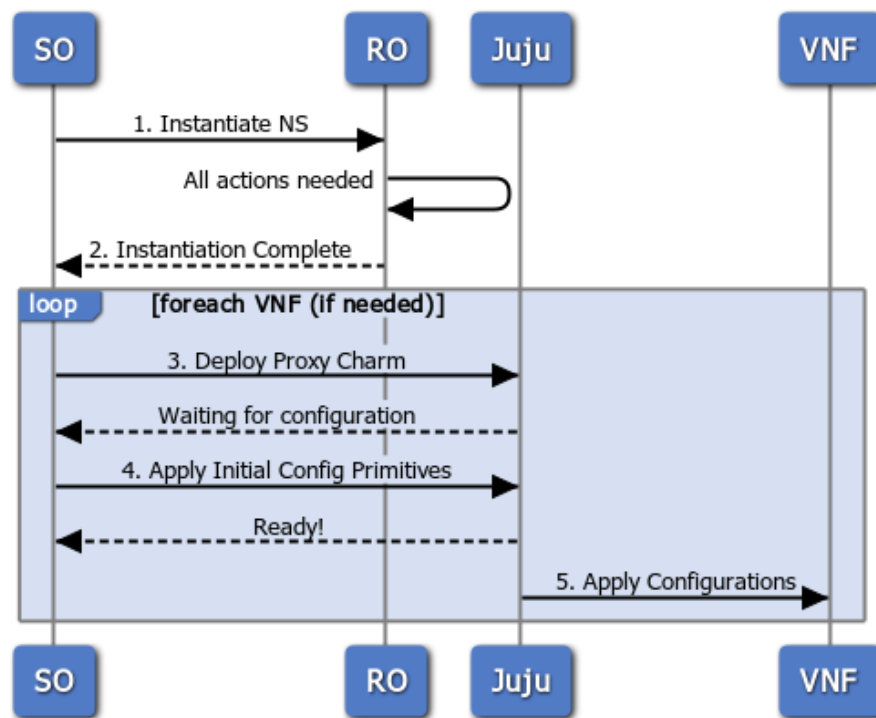 SO RO Juju VNF
1. Instantiate NS
All actions needed
2. Instantiation Complete
loop [foreach VNF (if needed)]
3. Deploy Proxy Charm
Waiting for configuration
4. Apply Initial Config Primitives
Ready!
5. Apply Configurations
SO RO Juju VNF